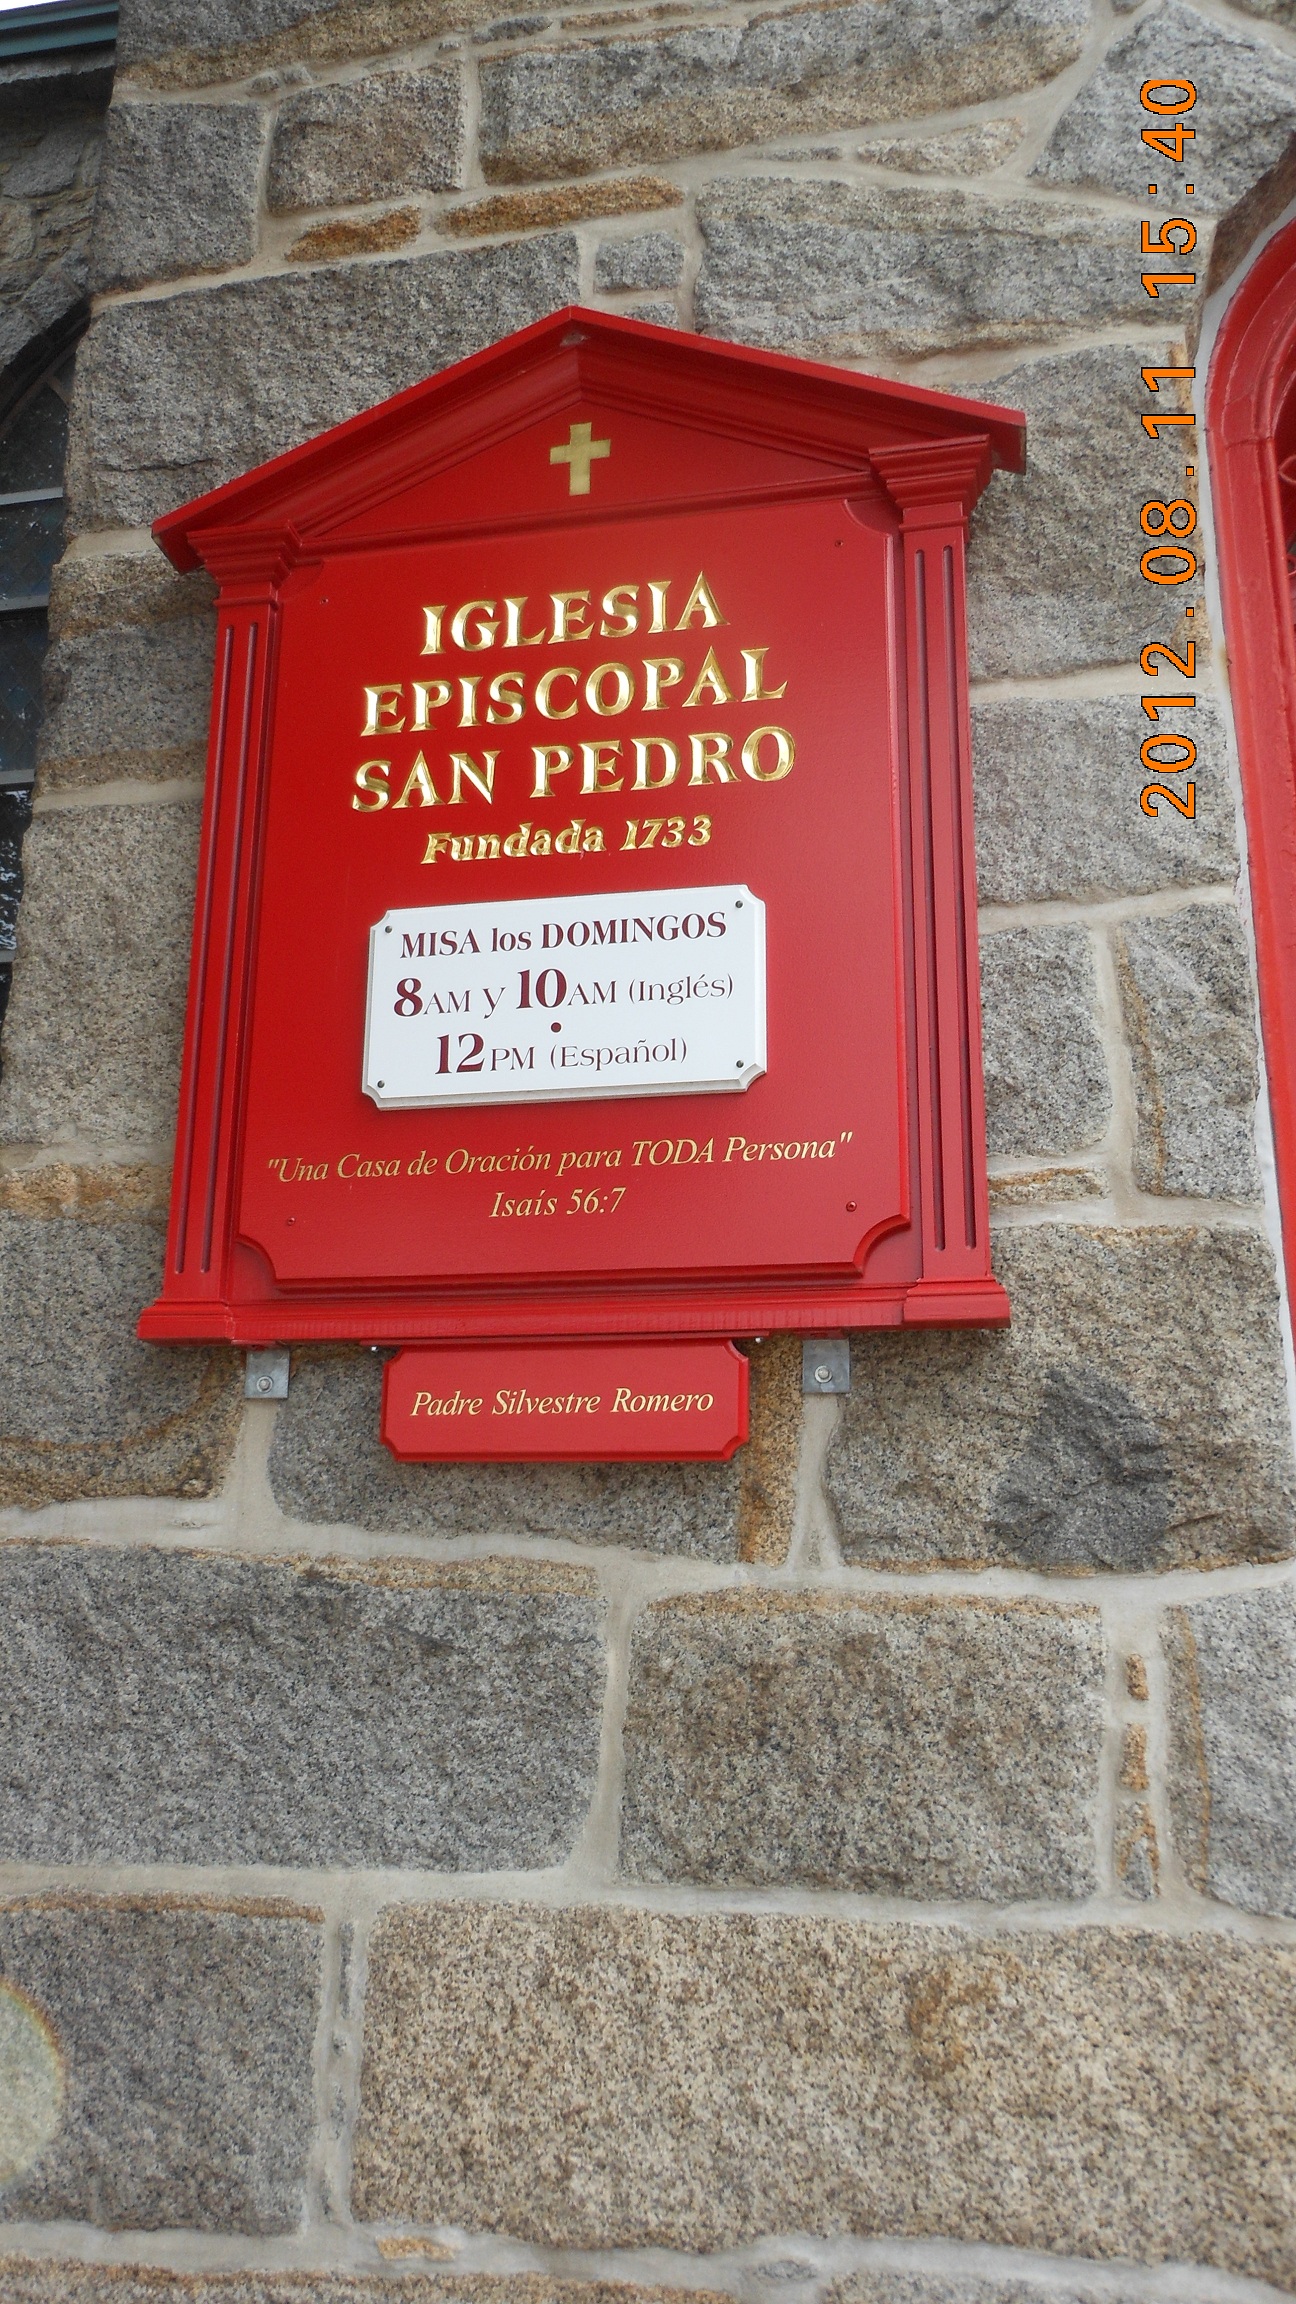 IGLESIA
EPISCOPAL
SAN PEDRO
Fundada 1733
MISA los DOMINGOS
8AM y 10AM (Inglés)
•
12PM (Español)
"Una Casa de Oración para TODA Persona"
Isaís 56:7
Padre Silvestre Romero
2012.08.11 15:40